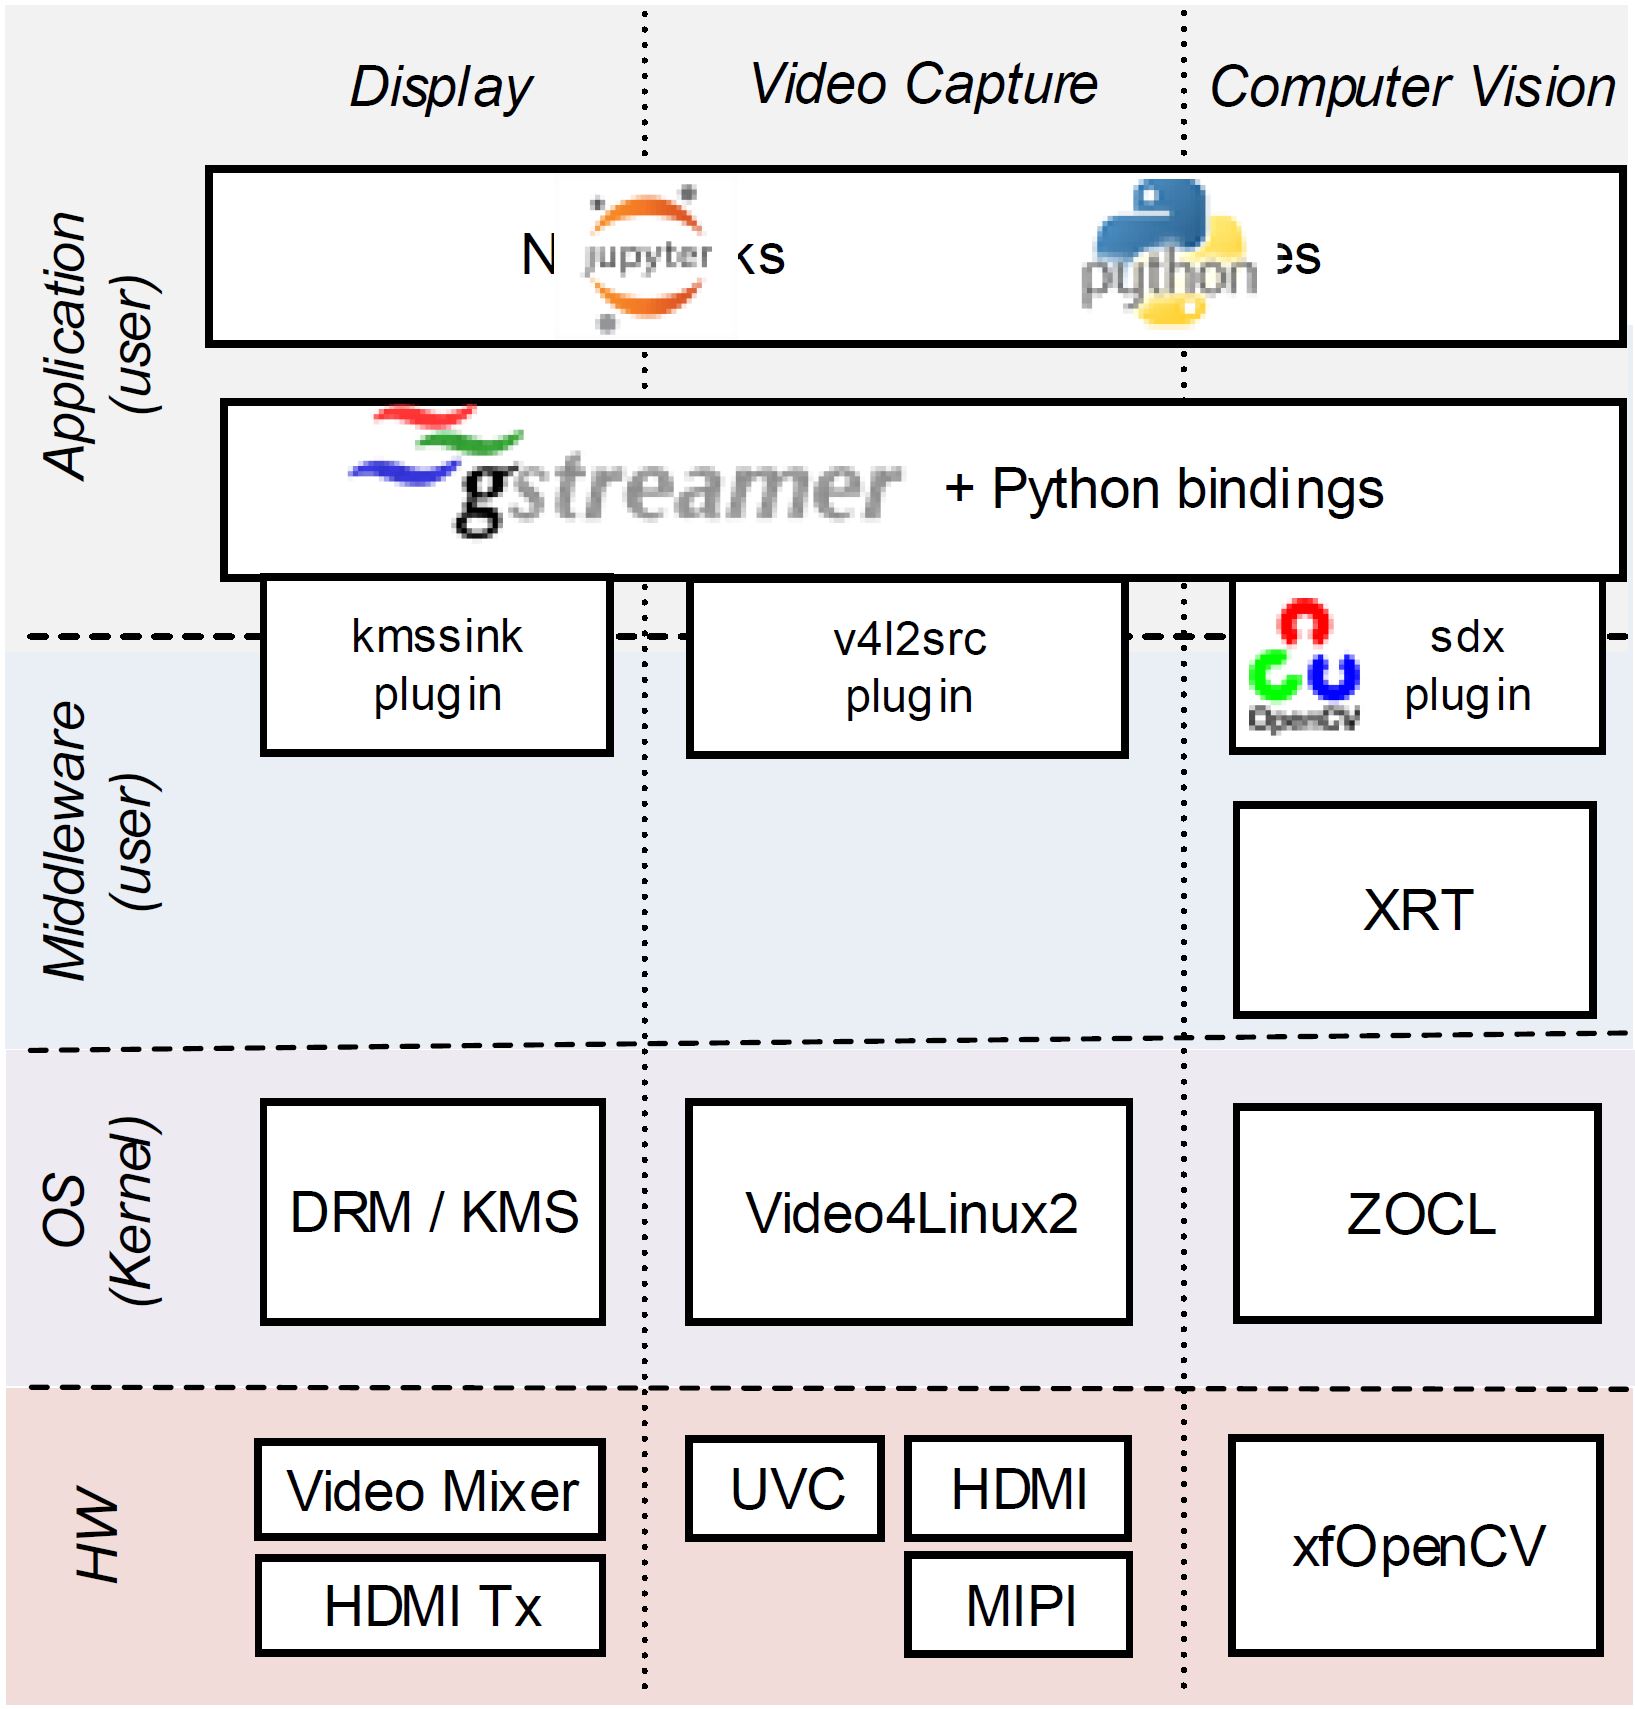 Display
Video Capture
Computer Vision
Application
(user)
jupyter
python
gstreamer + Python bindings
kmssink
plugin
v4l2src
plugin
OpenCV
sdx
plugin
Middleware
(user)
XRT
OS
(Kernel)
DRM / KMS
Video4Linux2
ZOCL
HW
Video Mixer
HDMI Tx
UVC
HDMI
MIPI
xfOpenCV